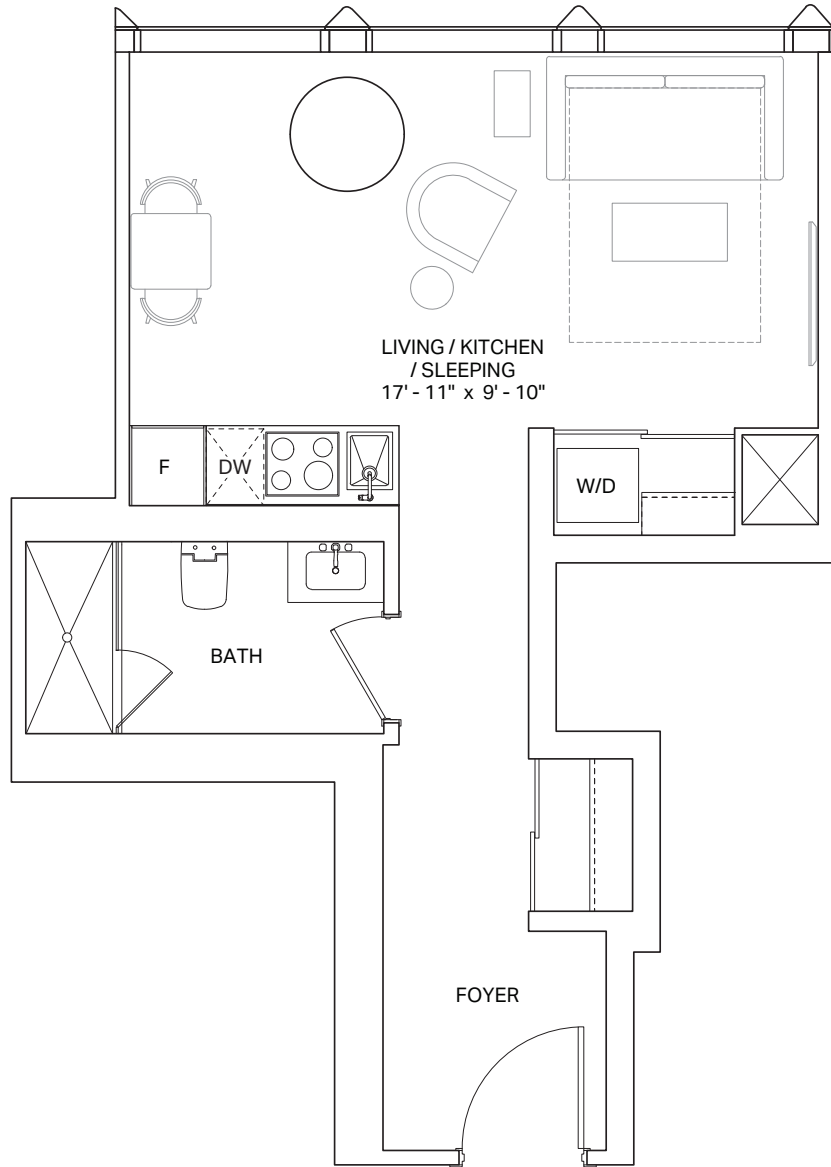 LIVING / KITCHEN
/ SLEEPING
17' - 11" x 9' - 10"
F
DW
W/D
BATH
FOYER